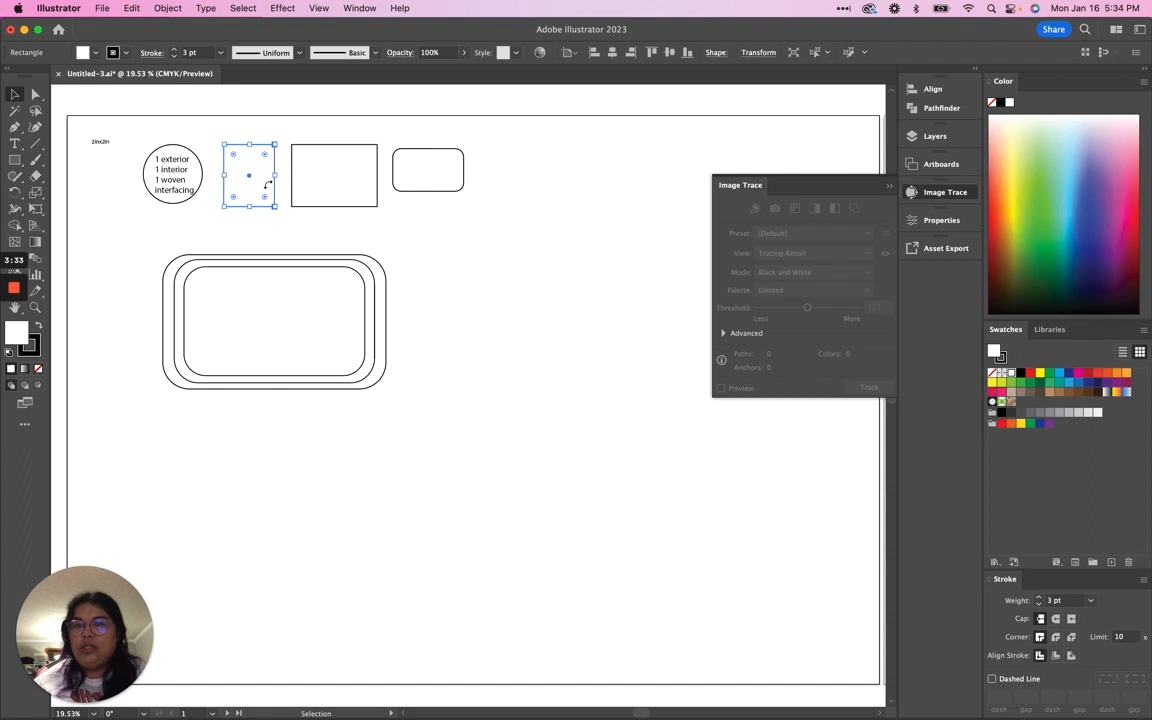 Illustrator File Edit Object Type Select Effect View Window Help
Mon Jan 16 5:34 PM
Adobe Illustrator 2023
Share
Rectangle
Stroke: 3 pt
Uniform
Basic
Opacity: 100%
Style:
Shape:
Transform
Untitled-3.ai* @ 19.53 % (CMYK/Preview)
2inx2in
1 exterior
1 interior
1 woven
interfacing
3:33
Image Trace
Preset: [Default]
View: Tracing Result
Mode: Black and White
Palette: Limited
Threshold:
Less More
Advanced
Paths: 0 Colors: 0
Anchors: 0
Preview
Trace
Align
Pathfinder
Layers
Artboards
Image Trace
Properties
Asset Export
Color
Swatches Libraries
Stroke
Weight: 3 pt
Cap:
Corner: Limit: 10 x
Align Stroke:
Dashed Line
dash gap dash gap dash gap
19.53% 0° 1 Selection